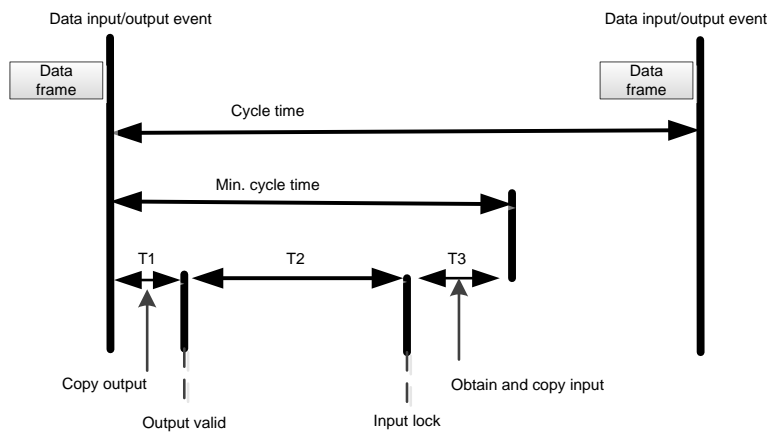 Data input/output event
Data input/output event
Data
frame
Data
frame
Cycle time
Min. cycle time
T1
T2
T3
Copy output
Obtain and copy input
Output valid
Input lock